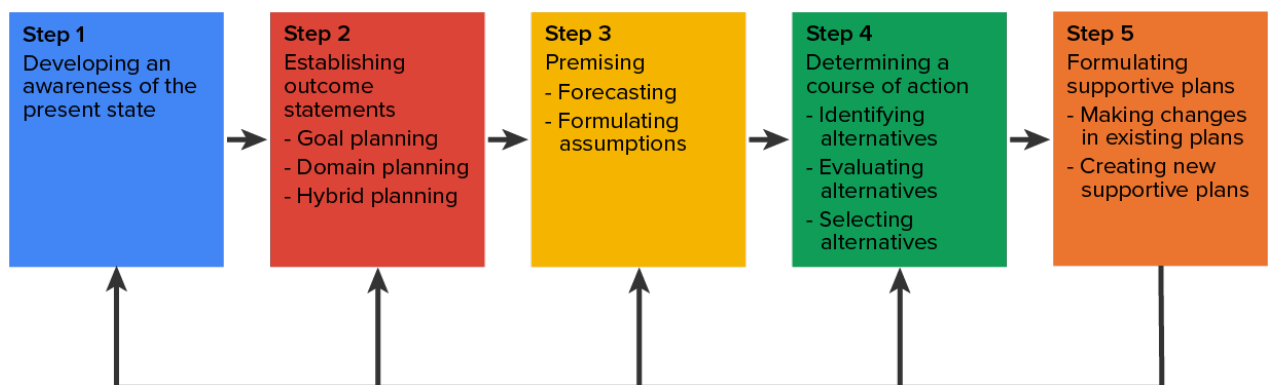 Step 1
Developing an
awareness of the
present state
Step 2
Establishing
outcome
statements
- Goal planning
- Domain planning
- Hybrid planning
Step 3
Premising
- Forecasting
- Formulating
assumptions
Step 4
Determining a
course of action
- Identifying
alternatives
- Evaluating
alternatives
- Selecting
alternatives
Step 5
Formulating
supportive plans
- Making changes
in existing plans
- Creating new
supportive plans